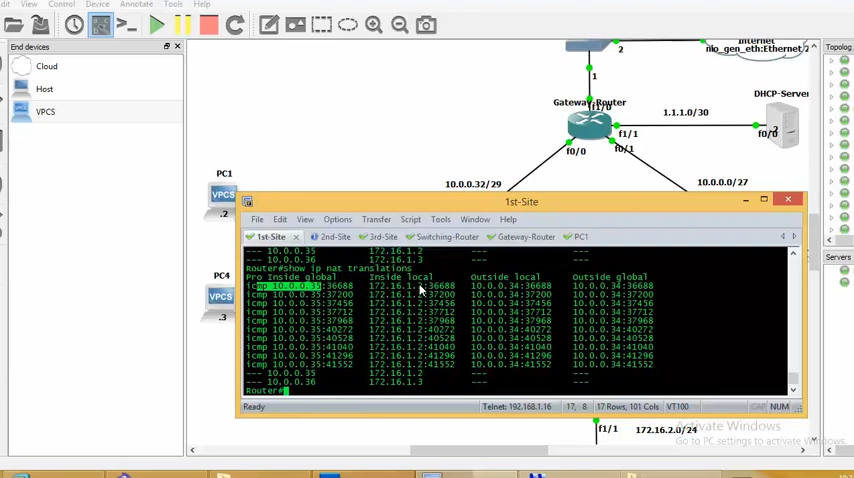 dit View Control Device Annotate Tools Help
End devices
Cloud
Host
VPCS
PC1
VPCS
.2
PC4
VPCS
.3
Internet
nio_gen_eth:Ethernet 2
2
1
Gateway-Router
f1/0
DHCP-Server
1.1.1.0/30
f1/1
f0/0
.2
f0/0
f0/1
10.0.0.32/29
10.0.0.0/27
Topolog
Servers
1st-Site
File Edit View Options Transfer Script Tools Window Help
1st-Site 2nd-Site 3rd-Site Switching-Router Gateway-Router PC1
--- 10.0.0.35 172.16.1.2 --- ---
--- 10.0.0.36 172.16.1.3 --- ---
Router#show ip nat translations
Pro Inside global Inside local Outside local Outside global
icmp 10.0.0.35:36688 172.16.1.2:36688 10.0.0.34:36688 10.0.0.34:36688
icmp 10.0.0.35:37200 172.16.1.2:37200 10.0.0.34:37200 10.0.0.34:37200
icmp 10.0.0.35:37456 172.16.1.2:37456 10.0.0.34:37456 10.0.0.34:37456
icmp 10.0.0.35:37712 172.16.1.2:37712 10.0.0.34:37712 10.0.0.34:37712
icmp 10.0.0.35:37968 172.16.1.2:37968 10.0.0.34:37968 10.0.0.34:37968
icmp 10.0.0.35:40272 172.16.1.2:40272 10.0.0.34:40272 10.0.0.34:40272
icmp 10.0.0.35:40528 172.16.1.2:40528 10.0.0.34:40528 10.0.0.34:40528
icmp 10.0.0.35:41040 172.16.1.2:41040 10.0.0.34:41040 10.0.0.34:41040
icmp 10.0.0.35:41296 172.16.1.2:41296 10.0.0.34:41296 10.0.0.34:41296
icmp 10.0.0.35:41552 172.16.1.2:41552 10.0.0.34:41552 10.0.0.34:41552
--- 10.0.0.35 172.16.1.2 --- ---
--- 10.0.0.36 172.16.1.3 --- ---
Router#
Ready Telnet: 192.168.1.16 17, 8 17 Rows, 101 Cols VT100 CAP NUM
f1/1 172.16.2.0/24
Activate Windows
Go to PC settings to activate Windows.